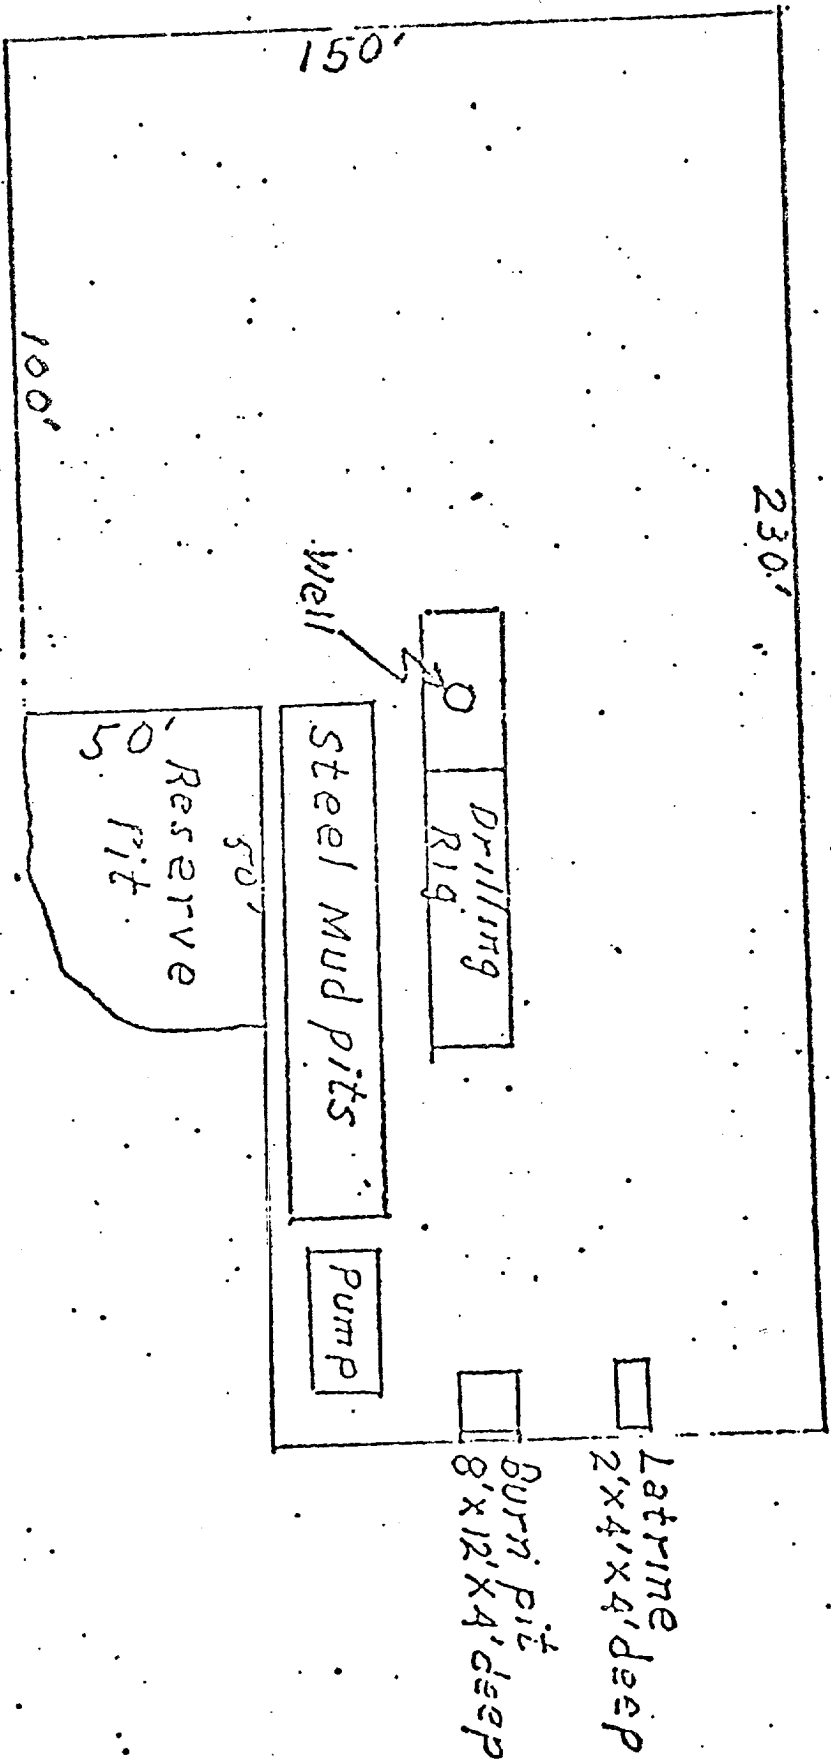 230'
Latrine
2'x4'x4'deep
Burn pit
8'x12'x4'deep
Drilling
Rig
150'
Well
Steel Mud pits
Pump
50'
Reserve
Pit
50'
100'